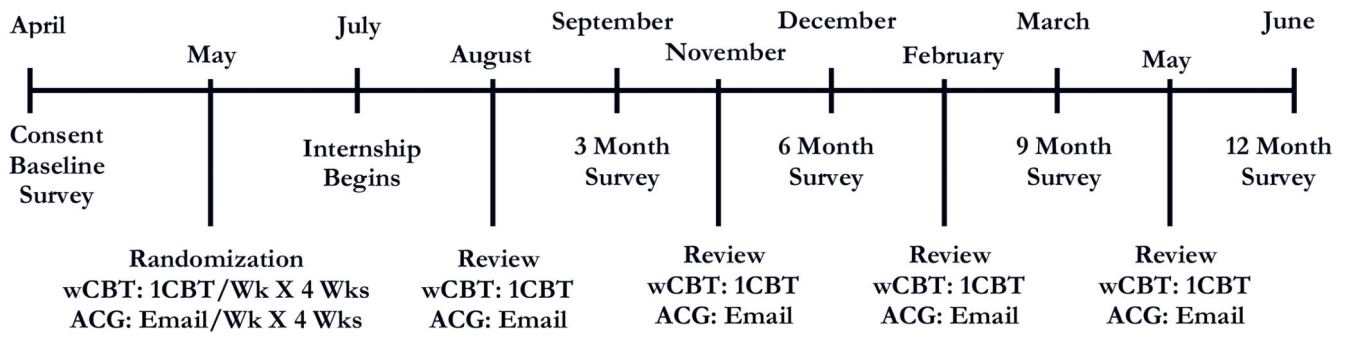 April
May
July
August
September
November
December
February
March
May
June
Consent
Baseline
Survey
Internship
Begins
3 Month
Survey
6 Month
Survey
9 Month
Survey
12 Month
Survey
Randomization
wCBT: 1CBT/Wk X 4 Wks
ACG: Email/Wk X 4 Wks
Review
wCBT: 1CBT
ACG: Email
Review
wCBT: 1CBT
ACG: Email
Review
wCBT: 1CBT
ACG: Email
Review
wCBT: 1CBT
ACG: Email